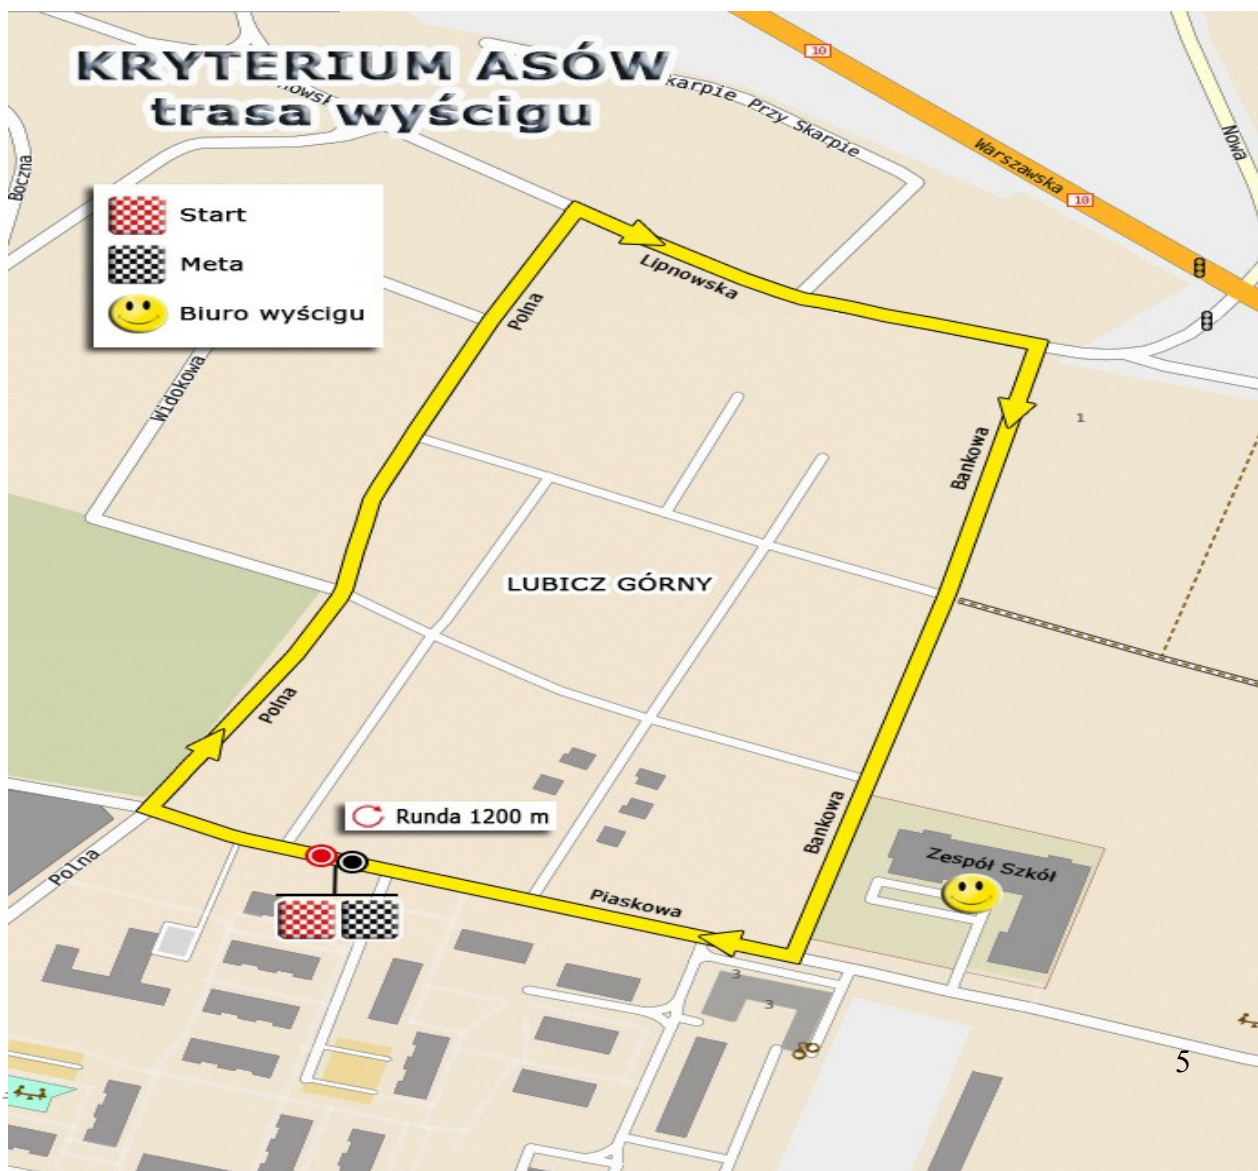 KRYTERIUM ASÓW
trasa wyścigu
10
Skarpie Przy Skarpie
Warszawska
10
Nowa
Boczna
Start
Meta
Biuro wyścigu
Lipnowska
Polna
Widokowa
1
Bankowa
LUBICZ GÓRNY
Polna
Runda 1200 m
Bankowa
Polna
Zespół Szkół
Piaskowa
3
3
5